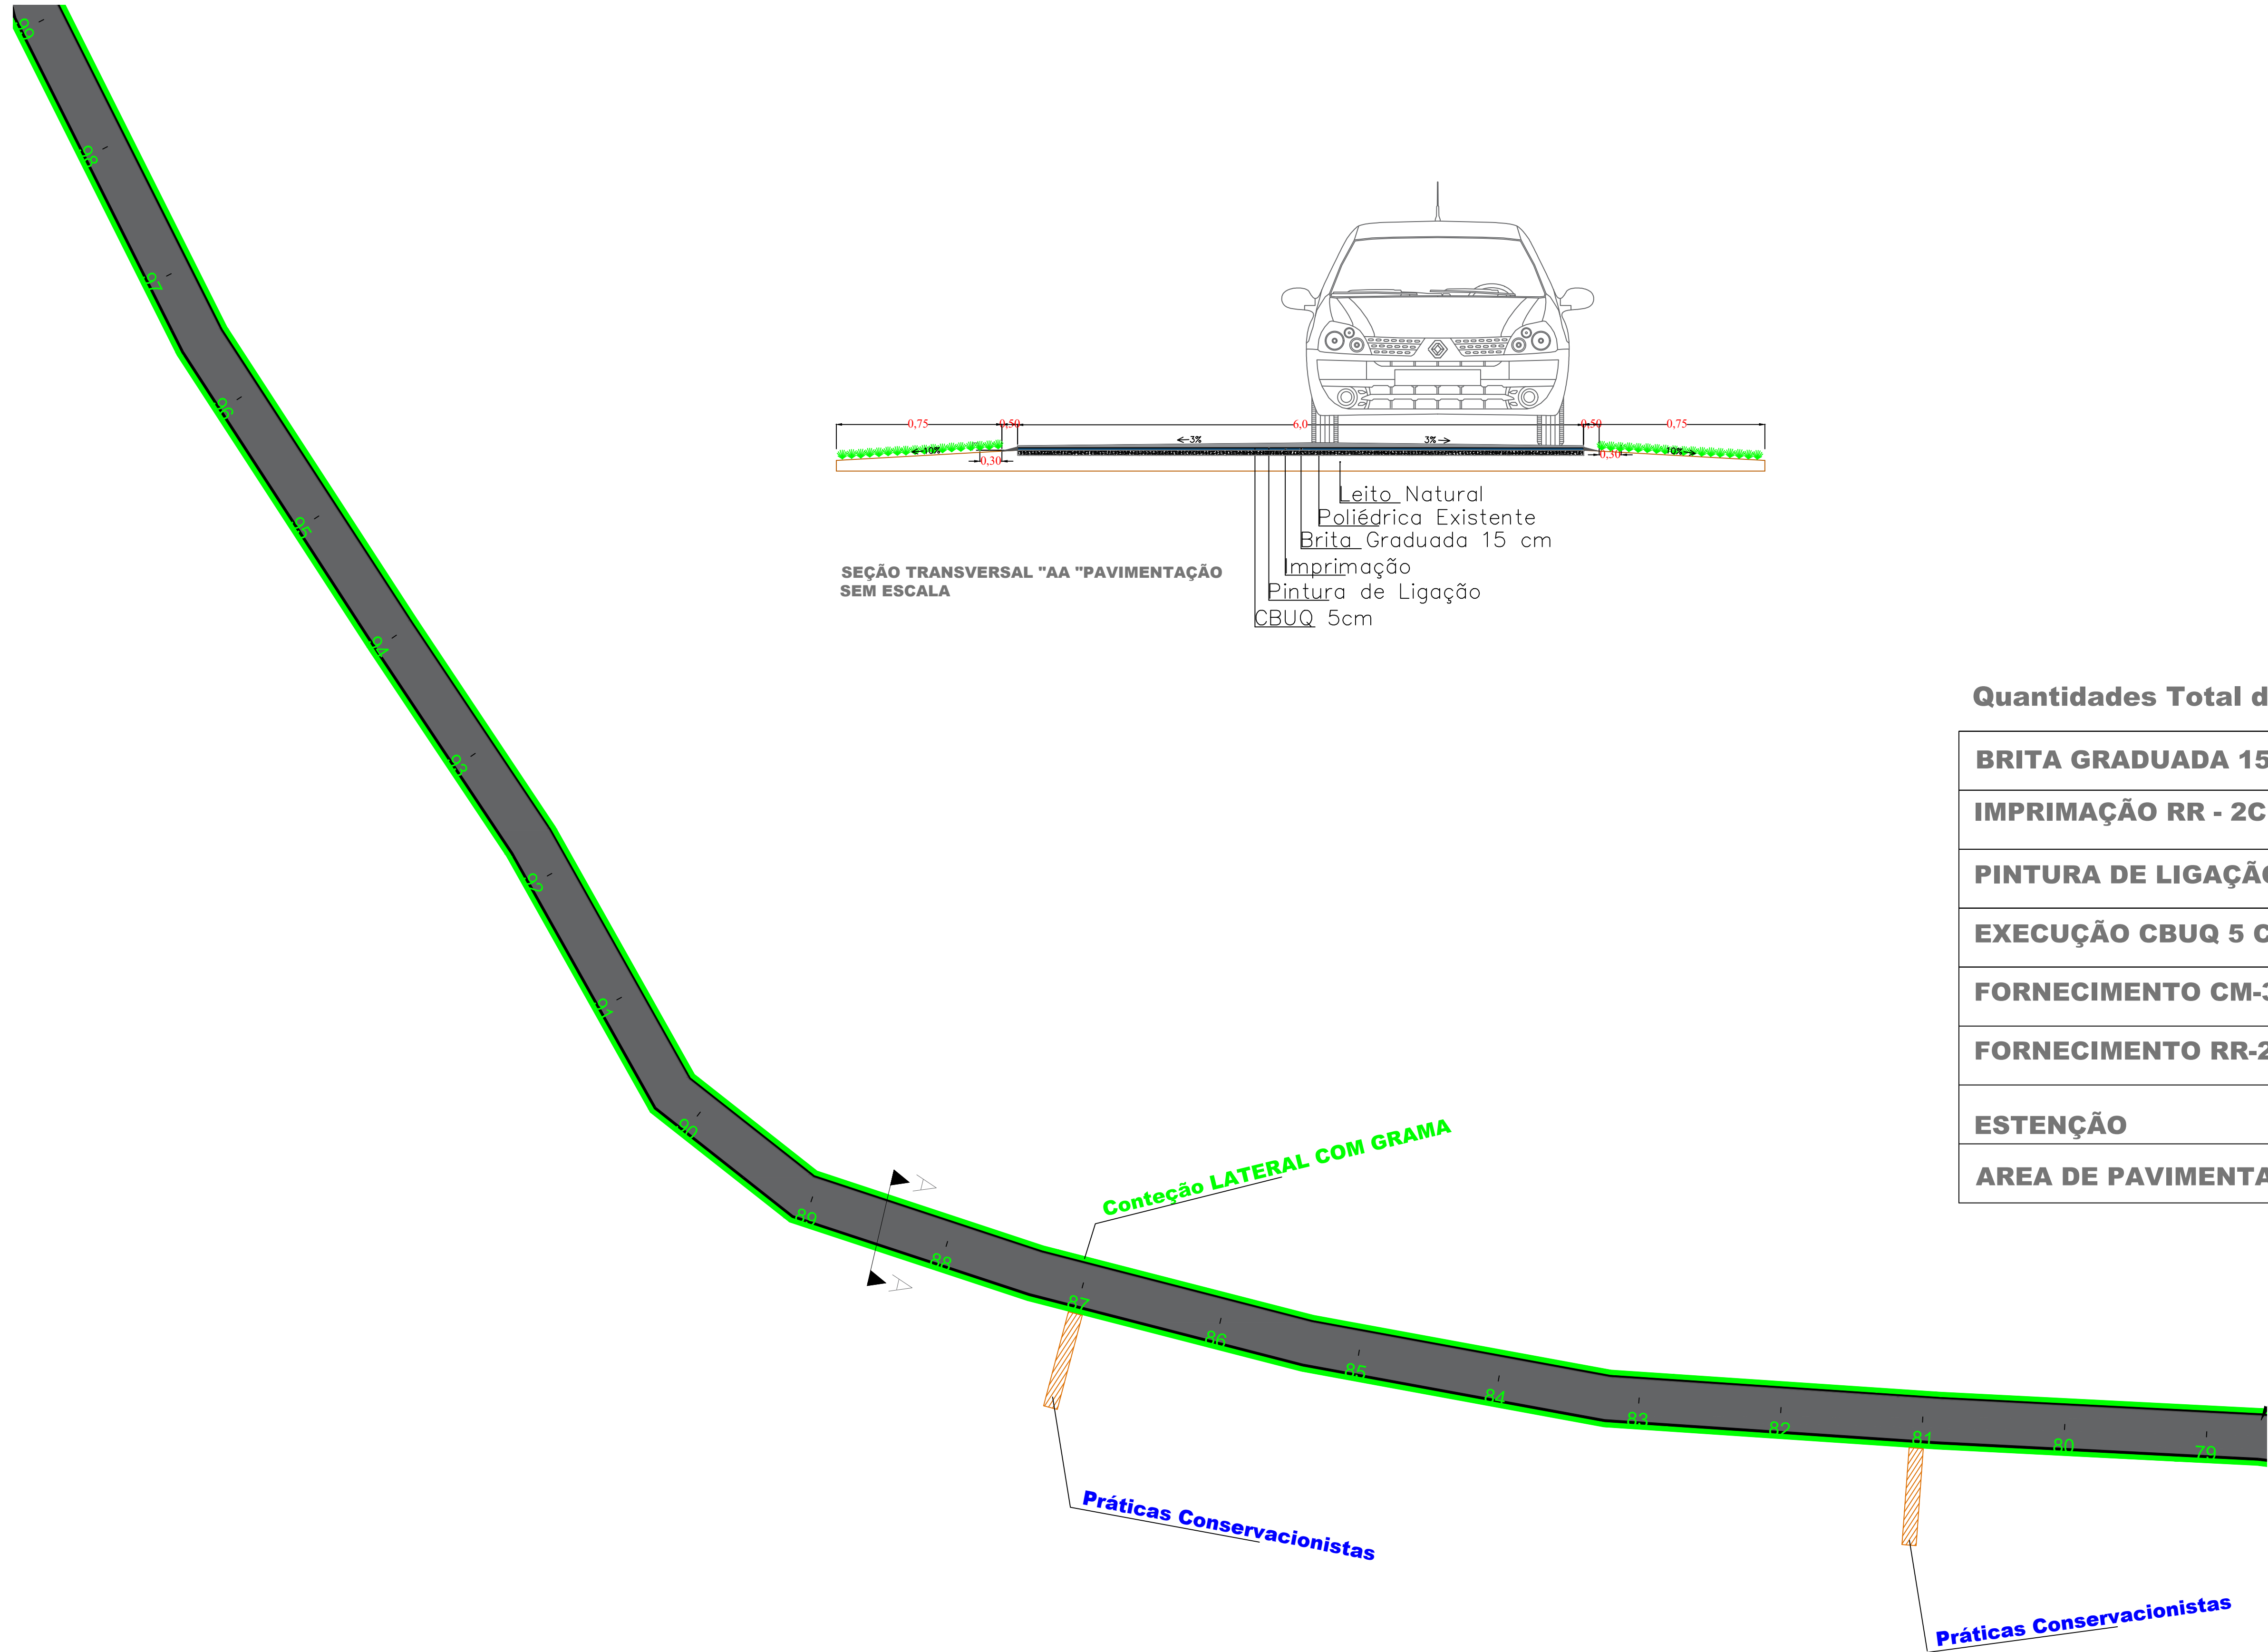 0,75
0,50
6,0
0,50
0,75
←3%
3%→
←10%
10%→
0,30
0,30
Leito Natural
Poliédrica Existente
Brita Graduada 15 cm
Imprimação
Pintura de Ligação
CBUQ 5cm
SEÇÃO TRANSVERSAL "AA "PAVIMENTAÇÃO
SEM ESCALA
Quantidades Total d
BRITA GRADUADA 15
IMPRIMAÇÃO RR - 2C
PINTURA DE LIGAÇÃO
EXECUÇÃO CBUQ 5 C
FORNECIMENTO CM-3
FORNECIMENTO RR-2
ESTENÇÃO
AREA DE PAVIMENTA
99
98
97
96
95
94
93
92
91
90
89
88
87
86
85
84
83
82
81
80
79
A
A
Conteção LATERAL COM GRAMA
Práticas Conservacionistas
Práticas Conservacionistas